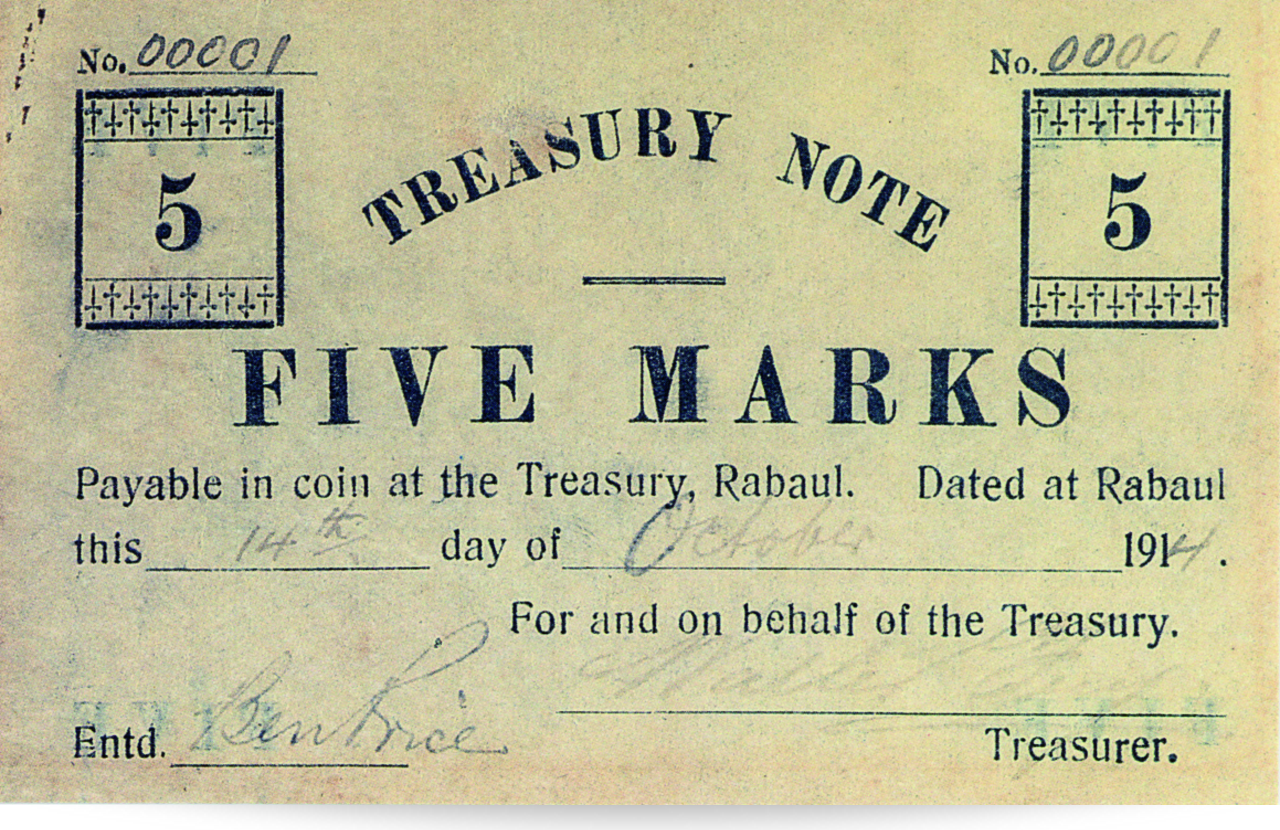 No. 00001 No. 00001
5 5
TREASURY NOTE
FIVE MARKS
Payable in coin at the Treasury, Rabaul. Dated at Rabaul
this 14th day of October 1914.
For and on behalf of the Treasury.
Entd. Ben Price
Treasurer.